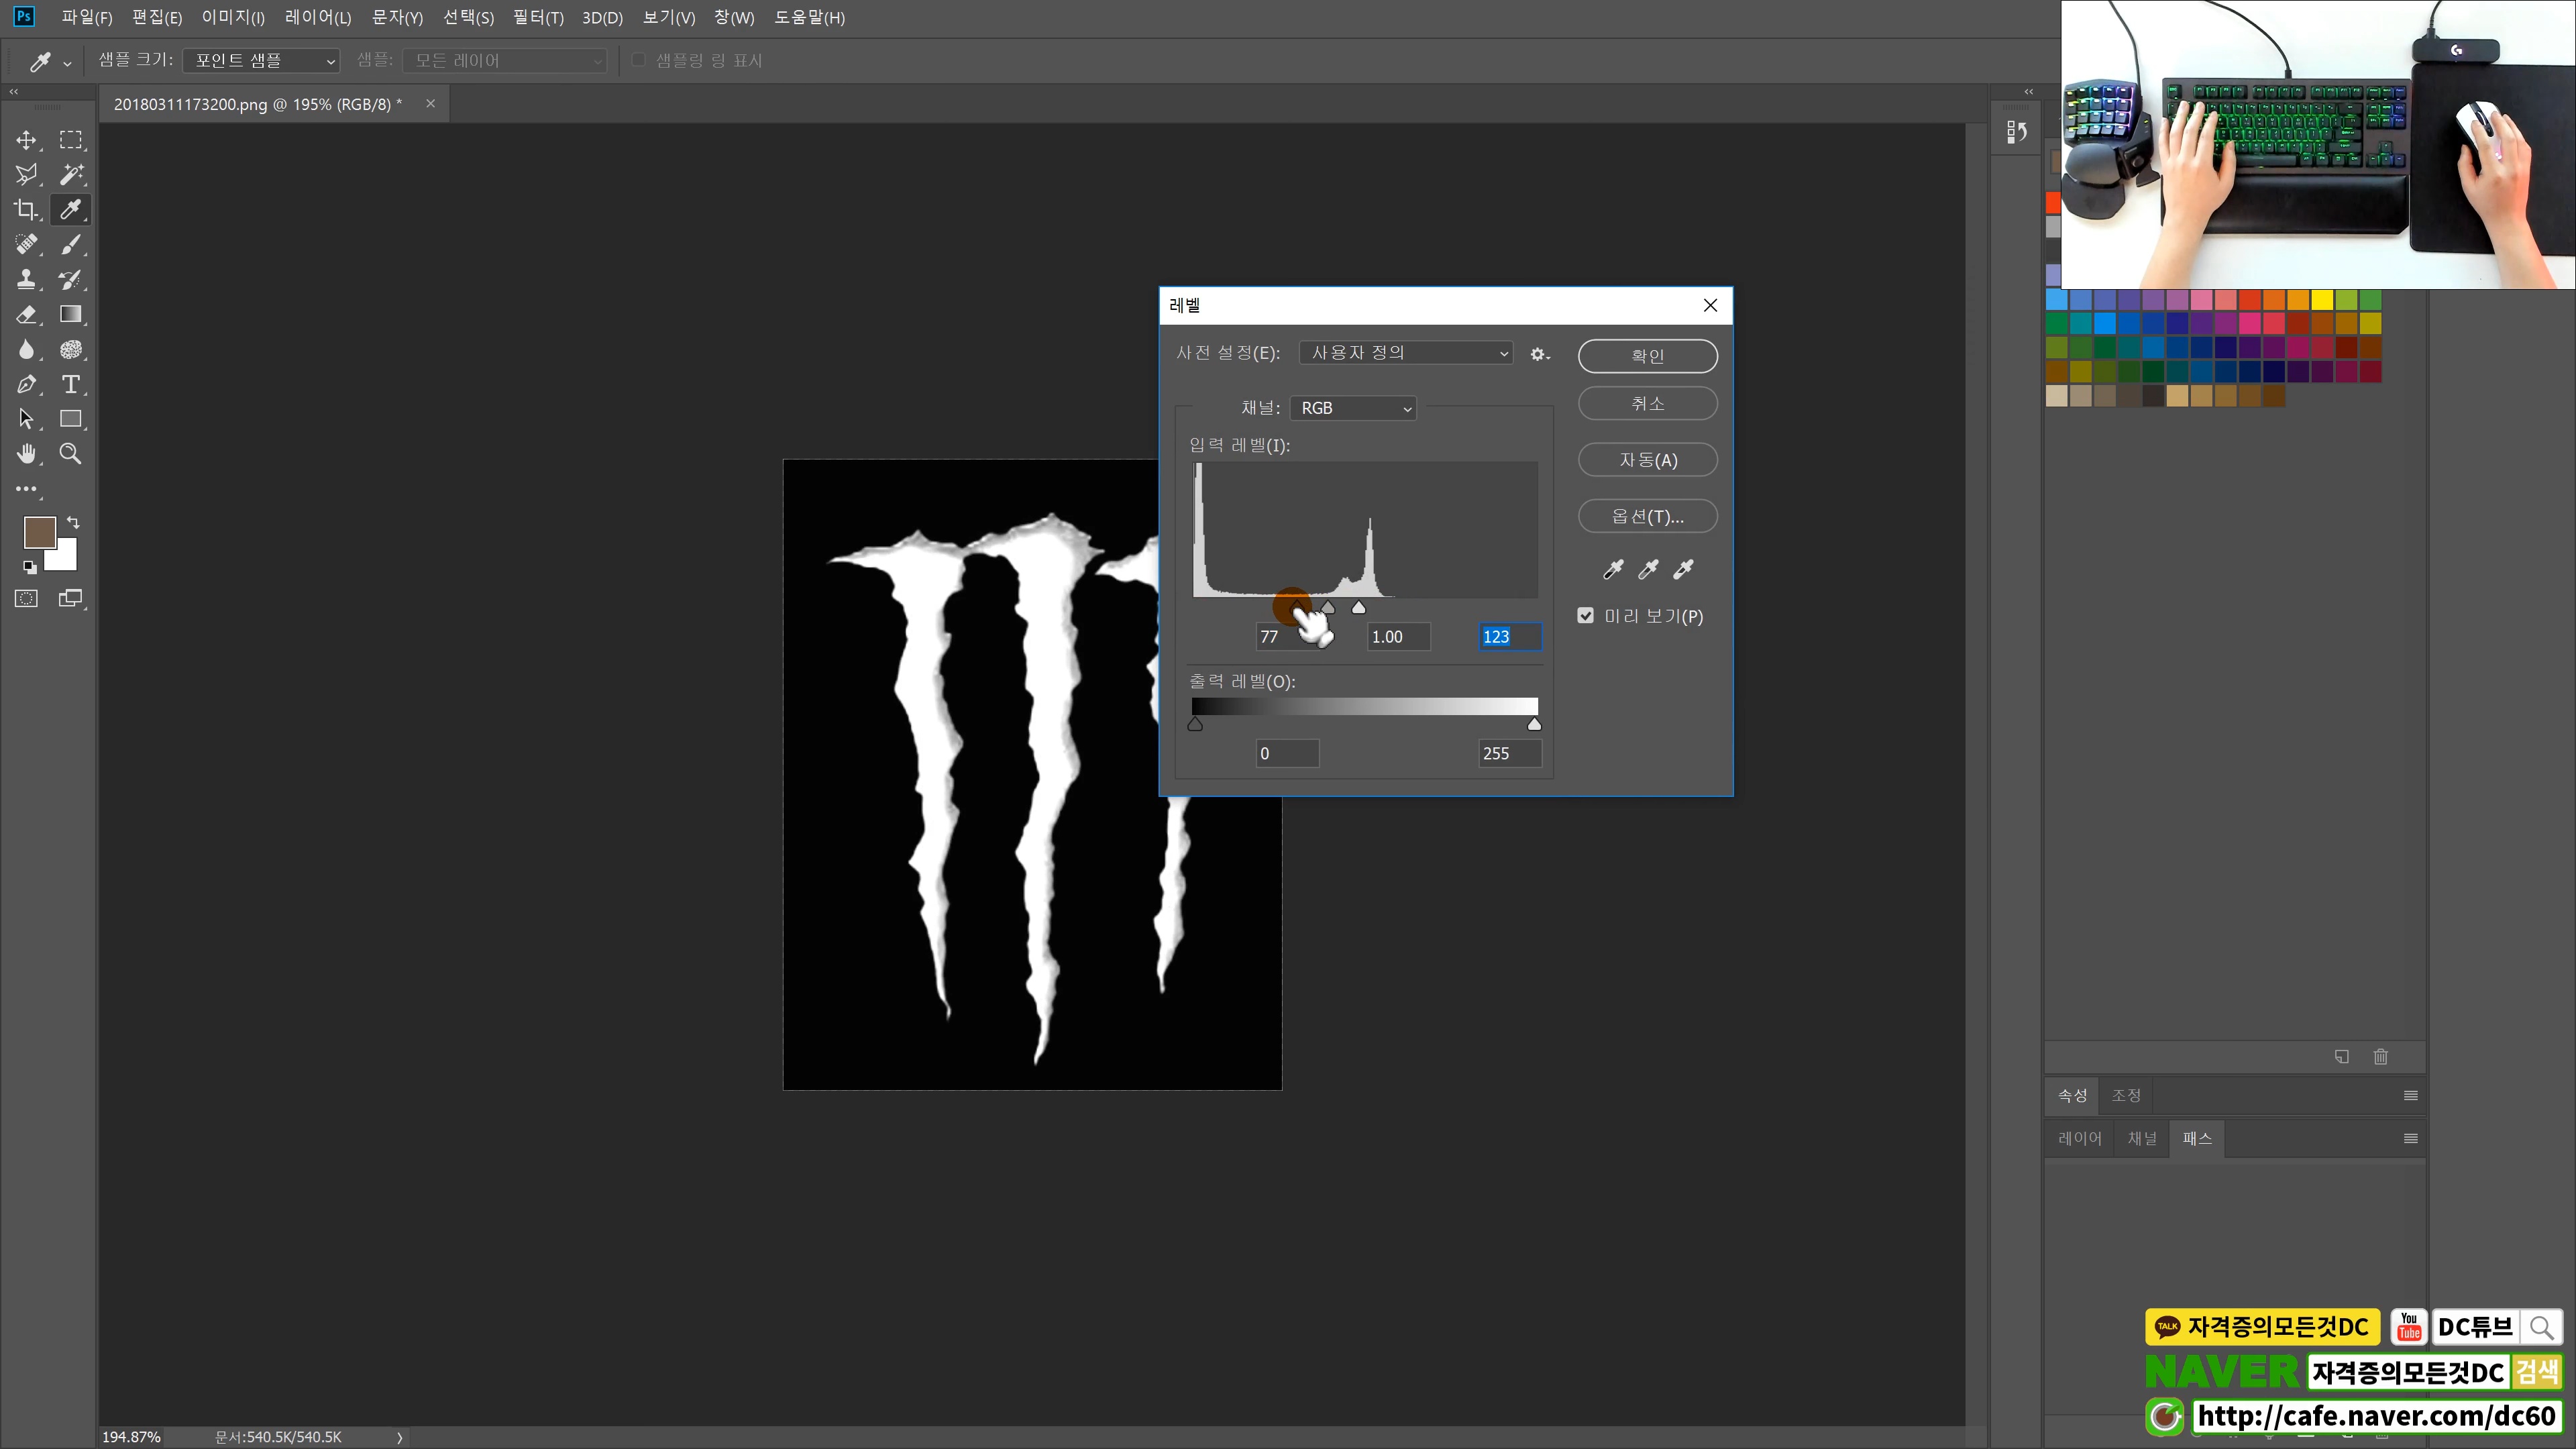 Ps 파일(F) 편집(E) 이미지(I) 레이어(L) 문자(Y) 선택(S) 필터(T) 3D(D) 보기(V) 창(W) 도움말(H)
샘플 크기: 포인트 샘플 샘플: 모든 레이어 샘플링 링 표시
20180311173200.png @ 195% (RGB/8) *
레벨
사전 설정(E): 사용자 정의
확인
채널: RGB
취소
입력 레벨(I):
자동(A)
옵션(T)...
미리 보기(P)
77 1.00 123
출력 레벨(O):
0 255
속성 조정
레이어 채널 패스
TALK 자격증의모든것DC You Tube DC튜브
NAVER 자격증의모든것DC 검색
http://cafe.naver.com/dc60
194.87% 문서:540.5K/540.5K